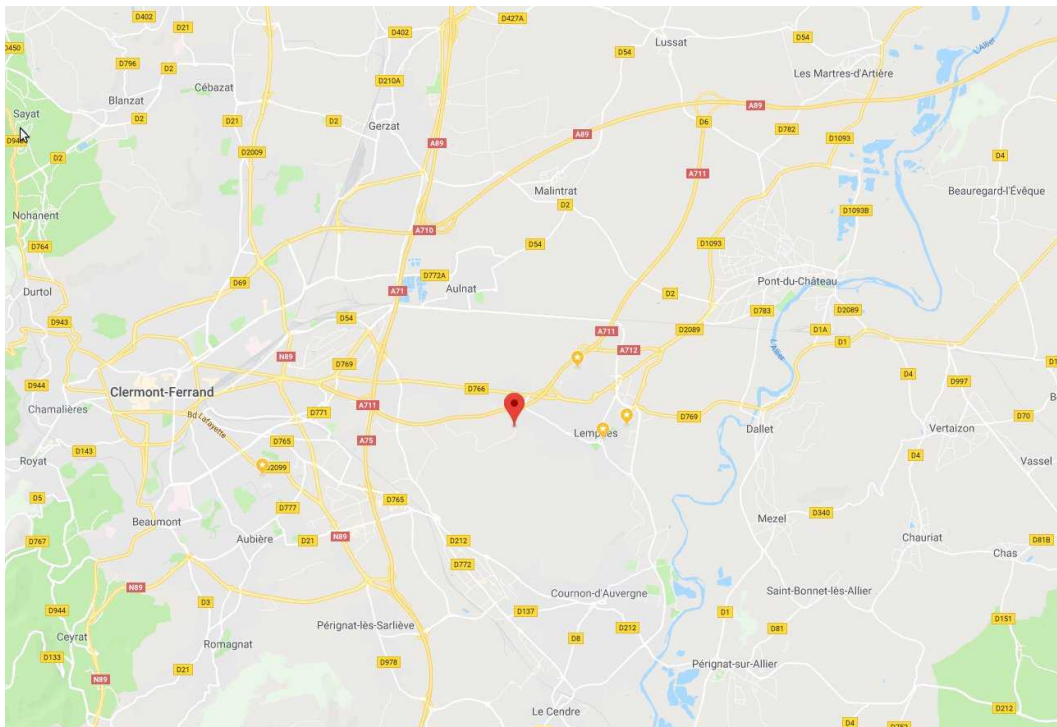 D402
D21
D427A
D402
D54
Lussat
D54
L'Allier
D450
D796
D2
D210A
Les Martres-d'Artière
Cébazat
Blanzat
Sayat
D2
D21
D2
Gerzat
A89
A89
D6
D782
D1093
A89
D2009
A89
D2
D4
A711
Malintrat
Beauregard-l'Évêque
D2
Nohanent
D1093B
A710
D54
D1093
D764
D772A
Pont-du-Château
D69
Aulnat
Durtol
A71
D2
D783
D2089
D54
D943
A711
D2089
D1A
D1
L'Allier
N89
A712
D769
D4
D944
D766
D997
Clermont-Ferrand
A711
Chamalières
D771
D769
D70
Bd Lafayette
Dallet
Vertaizon
D765
A75
D143
D4
Royat
D2099
Vassel
D5
D765
D777
Mezel
D340
Beaumont
N89
Aubière
D21
D212
Chauriat
D767
D81B
Chas
D772
N89
Cournon-d'Auvergne
Saint-Bonnet-lès-Allier
D3
D944
D137
D1
D151
Pérignat-lès-Sarliève
D212
D81
Ceyrat
D8
Romagnat
D133
D978
Pérignat-sur-Allier
D21
N89
Le Cendre
D212
D4